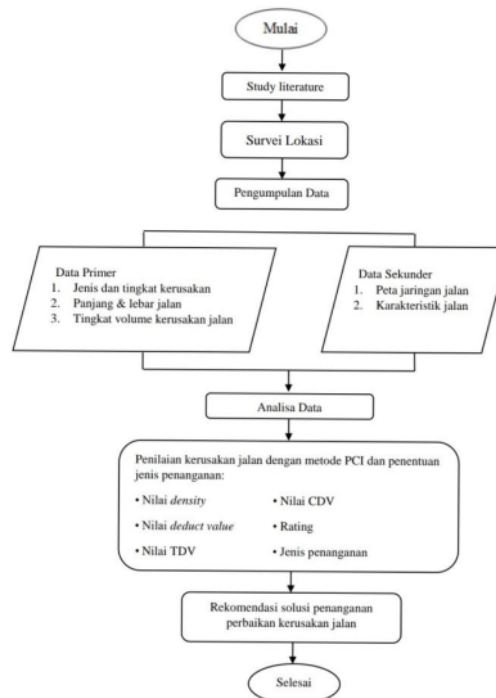 Mulai
Study literature
Survei Lokasi
Pengumpulan Data
Data Primer
1. Jenis dan tingkat kerusakan
2. Panjang & lebar jalan
3. Tingkat volume kerusakan jalan
Data Sekunder
1. Peta jaringan jalan
2. Karakteristik jalan
Analisa Data
Penilaian kerusakan jalan dengan metode PCI dan penentuan
jenis penanganan:
• Nilai density
• Nilai deduct value
• Nilai TDV
• Nilai CDV
• Rating
• Jenis penanganan
Rekomendasi solusi penanganan
perbaikan kerusakan jalan
Selesai